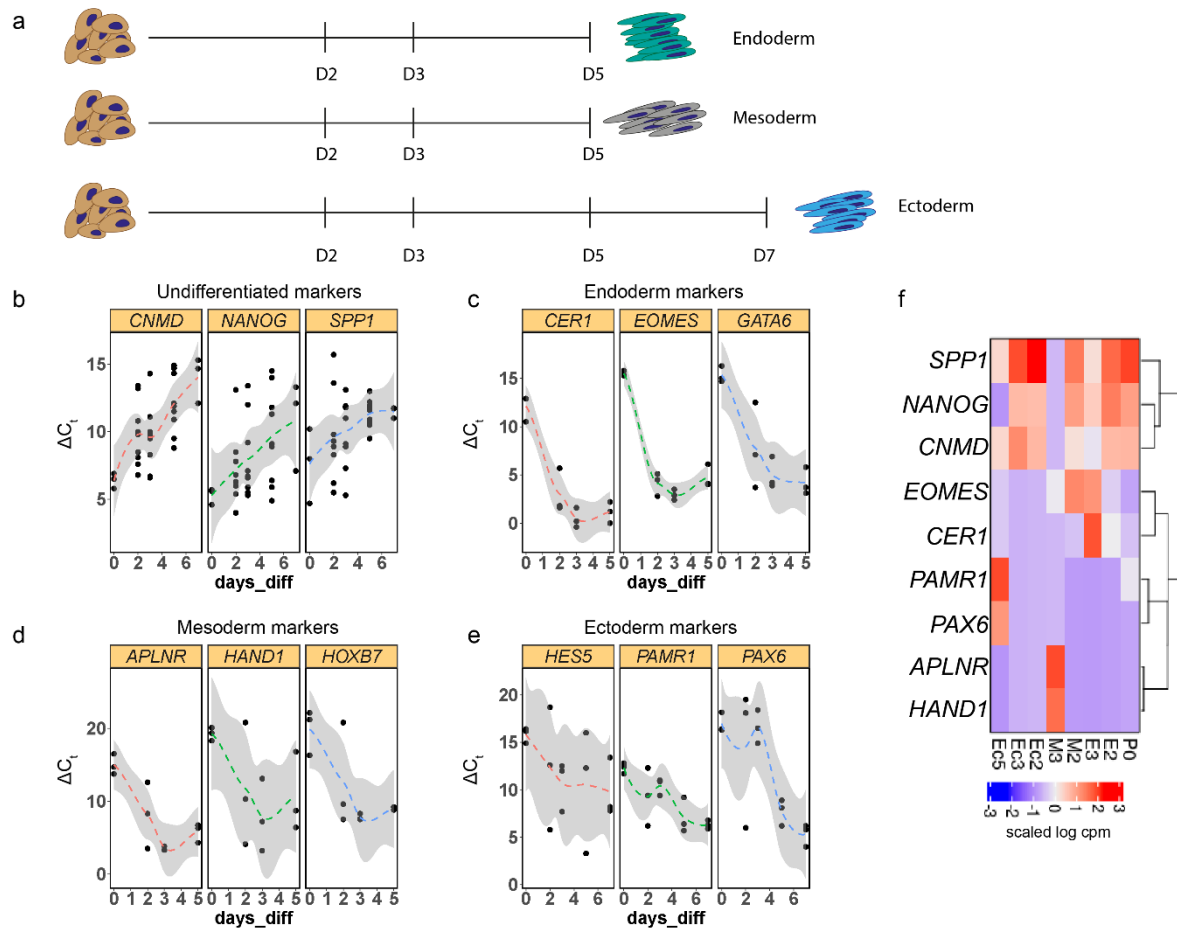 a
Endoderm
D2 D3 D5
Mesoderm
D2 D3 D5
Ectoderm
D2 D3 D5 D7
b
Undifferentiated markers
CNMD NANOG SPP1
15
10
5
ΔCt
0 2 4 6 0 2 4 6 0 2 4 6
days_diff
c
Endoderm markers
CER1 EOMES GATA6
15
10
5
0
ΔCt
0 1 2 3 4 5 0 1 2 3 4 5 0 1 2 3 4 5
days_diff
d
Mesoderm markers
APLNR HAND1 HOXB7
20
10
0
ΔCt
0 1 2 3 4 5 0 1 2 3 4 5 0 1 2 3 4 5
days_diff
e
Ectoderm markers
HES5 PAMR1 PAX6
20
15
10
5
0
ΔCt
0 2 4 6 0 2 4 6 0 2 4 6
days_diff
f
SPP1
NANOG
CNMD
EOMES
CER1
PAMR1
PAX6
APLNR
HAND1
Ec5 Ec3 Ec2 M3 M2 E3 E2 P0
-3 -2 -1 0 1 2 3
scaled log cpm